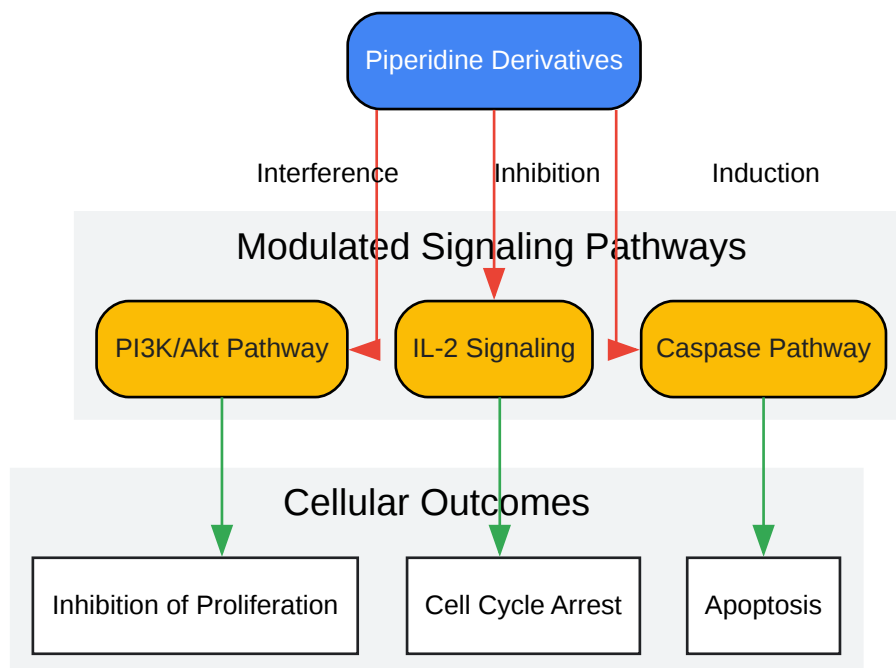 Piperidine Derivatives
Interference
Inhibition
Induction
Modulated Signaling Pathways
PI3K/Akt Pathway
IL-2 Signaling
Caspase Pathway
Cellular Outcomes
Inhibition of Proliferation
Cell Cycle Arrest
Apoptosis